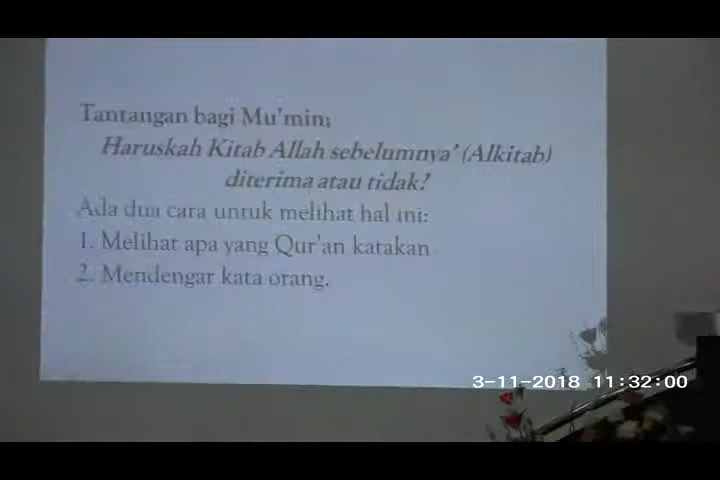 Tantangan bagi Mu'min;
Haruskah Kitab Allah sebelumnya' (Alkitab)
diterima atau tidak?
Ada dua cara untuk melihat hal ini:
1. Melihat apa yang Qur'an katakan
2. Mendengar kata orang.
3-11-2018 11:32:00